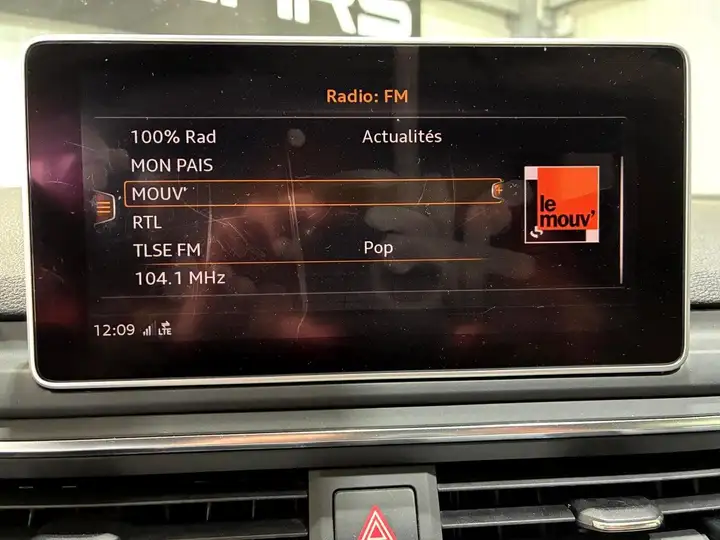 Radio: FM
100% Rad Actualités
MON PAIS
MOUV'
RTL
TLSE FM Pop
104.1 MHz
le
mouv'
12:09 LTE